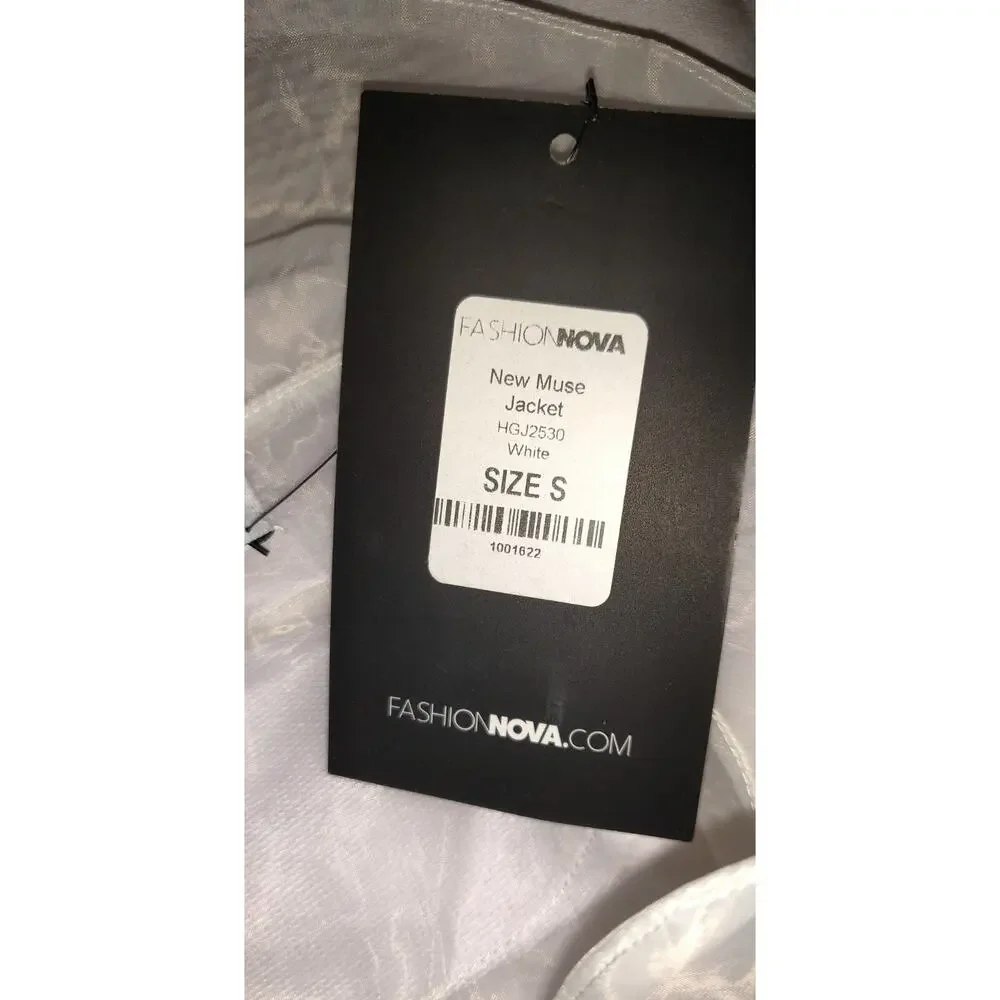 FASHIONNOVA
New Muse
Jacket
HGJ2530
White
SIZE S
1001622
FASHIONNOVA.COM